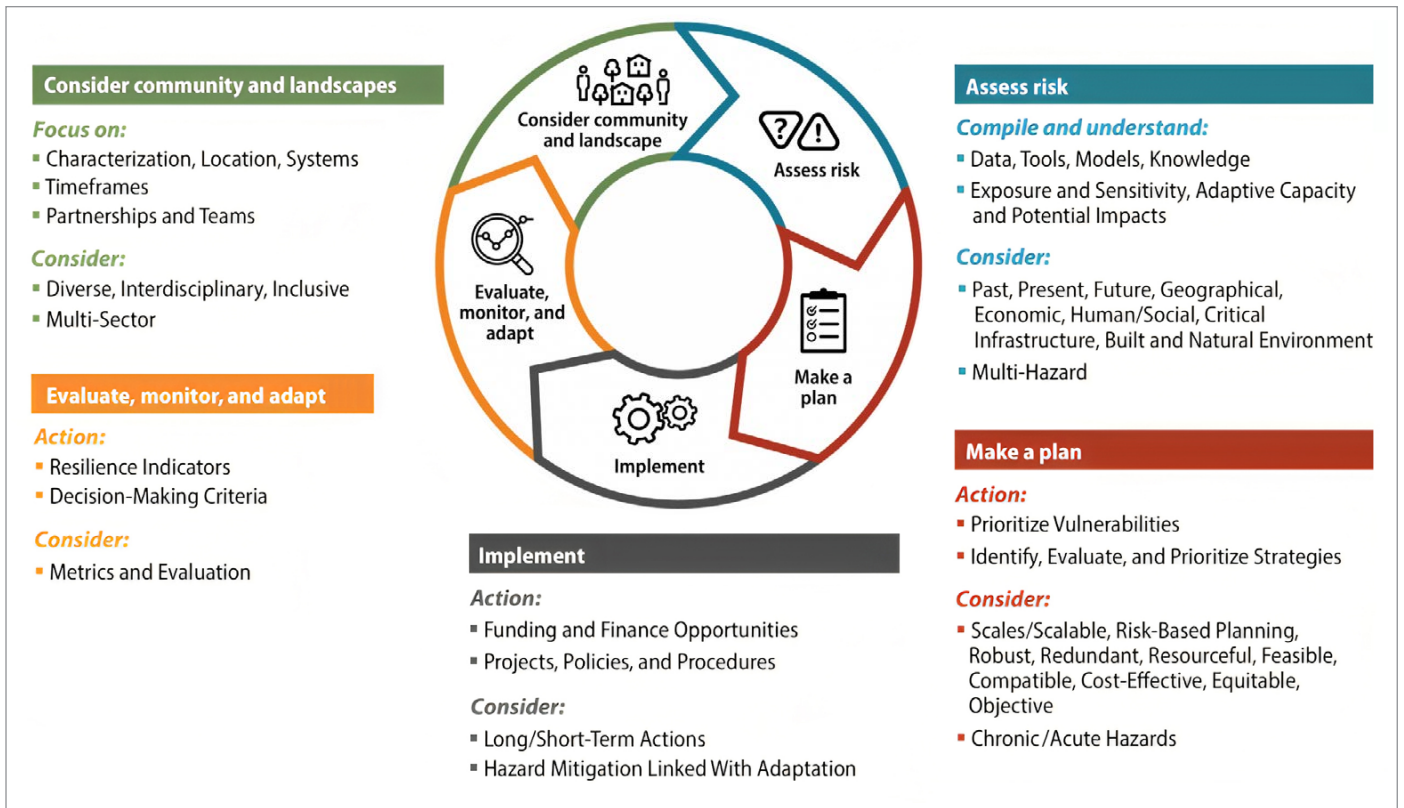 Consider community and landscapes
Focus on:
▪ Characterization, Location, Systems
▪ Timeframes
▪ Partnerships and Teams
Consider:
▪ Diverse, Interdisciplinary, Inclusive
▪ Multi-Sector
Evaluate, monitor, and adapt
Action:
▪ Resilience Indicators
▪ Decision-Making Criteria
Consider:
▪ Metrics and Evaluation
Consider community
and landscape
?
!
Assess risk
Make a
plan
Implement
Evaluate,
monitor, and
adapt
Implement
Action:
▪ Funding and Finance Opportunities
▪ Projects, Policies, and Procedures
Consider:
▪ Long/Short-Term Actions
▪ Hazard Mitigation Linked With Adaptation
Assess risk
Compile and understand:
▪ Data, Tools, Models, Knowledge
▪ Exposure and Sensitivity, Adaptive Capacity
and Potential Impacts
Consider:
▪ Past, Present, Future, Geographical,
Economic, Human/Social, Critical
Infrastructure, Built and Natural Environment
▪ Multi-Hazard
Make a plan
Action:
▪ Prioritize Vulnerabilities
▪ Identify, Evaluate, and Prioritize Strategies
Consider:
▪ Scales/Scalable, Risk-Based Planning,
Robust, Redundant, Resourceful, Feasible,
Compatible, Cost-Effective, Equitable,
Objective
▪ Chronic/Acute Hazards